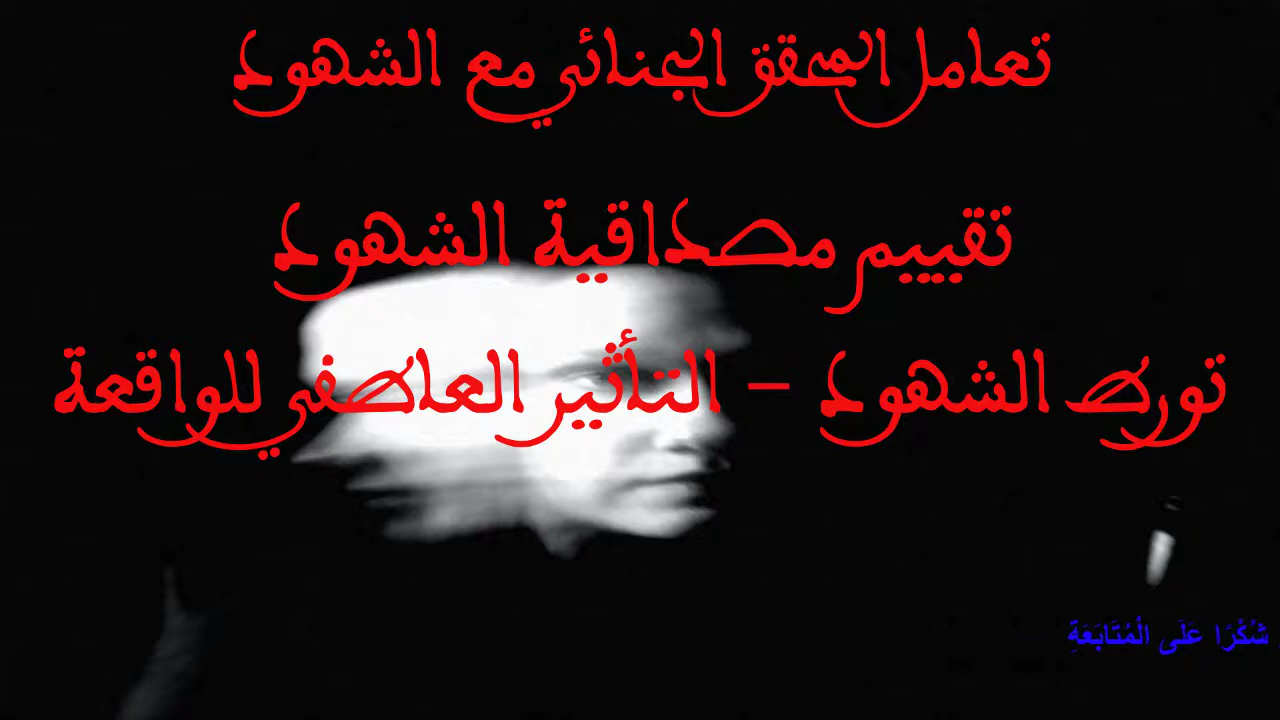 تعامل المحقق الجنائي مع الشهود
تقييم مصداقية الشهود
تورط الشهود – التأثير العاطفي للواقعة
شُكْرًا عَلَى الْمُتَابَعَةِ